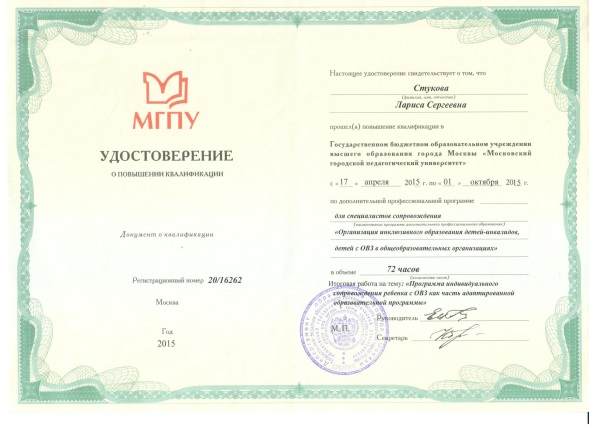 МГПУ
УДОСТОВЕРЕНИЕ
О ПОВЫШЕНИИ КВАЛИФИКАЦИИ
Документ о квалификации
Регистрационный номер 20/16262
Москва
Год
2015
Настоящее удостоверение свидетельствует о том, что
Стукова
(фамилия, имя, отчество)
Лариса Сергеевна
прошел(а) повышение квалификации в
Государственном бюджетном образовательном учреждении
высшего образования города Москвы «Московский
городской педагогический университет»
с «17 » апреля 2015 г. по « 01 » октября 2015 г.
по дополнительной профессиональной программе
для специалистов сопровождения
(наименование программы дополнительного профессионального образования)
«Организация инклюзивного образования детей-инвалидов,
детей с ОВЗ в общеобразовательных организациях»
в объеме 72 часов
(количество часов)
Итоговая работа на тему: «Программа индивидуального
сопровождения ребенка с ОВЗ как часть адаптированной
образовательной программы»
Руководитель
М.П.
Секретарь